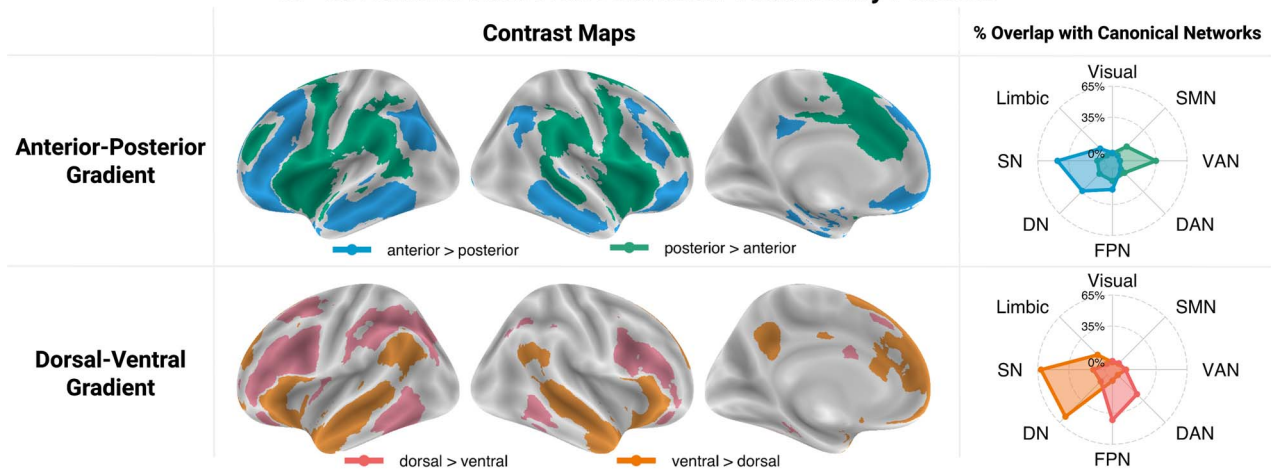 Contrast Maps
% Overlap with Canonical Networks
Anterior-Posterior
Gradient
Visual
65%
Limbic
SMN
35%
SN
0%
VAN
DN
DAN
FPN
anterior > posterior
posterior > anterior
Dorsal-Ventral
Gradient
Visual
65%
Limbic
SMN
35%
0%
SN
VAN
DN
DAN
FPN
dorsal > ventral
ventral > dorsal